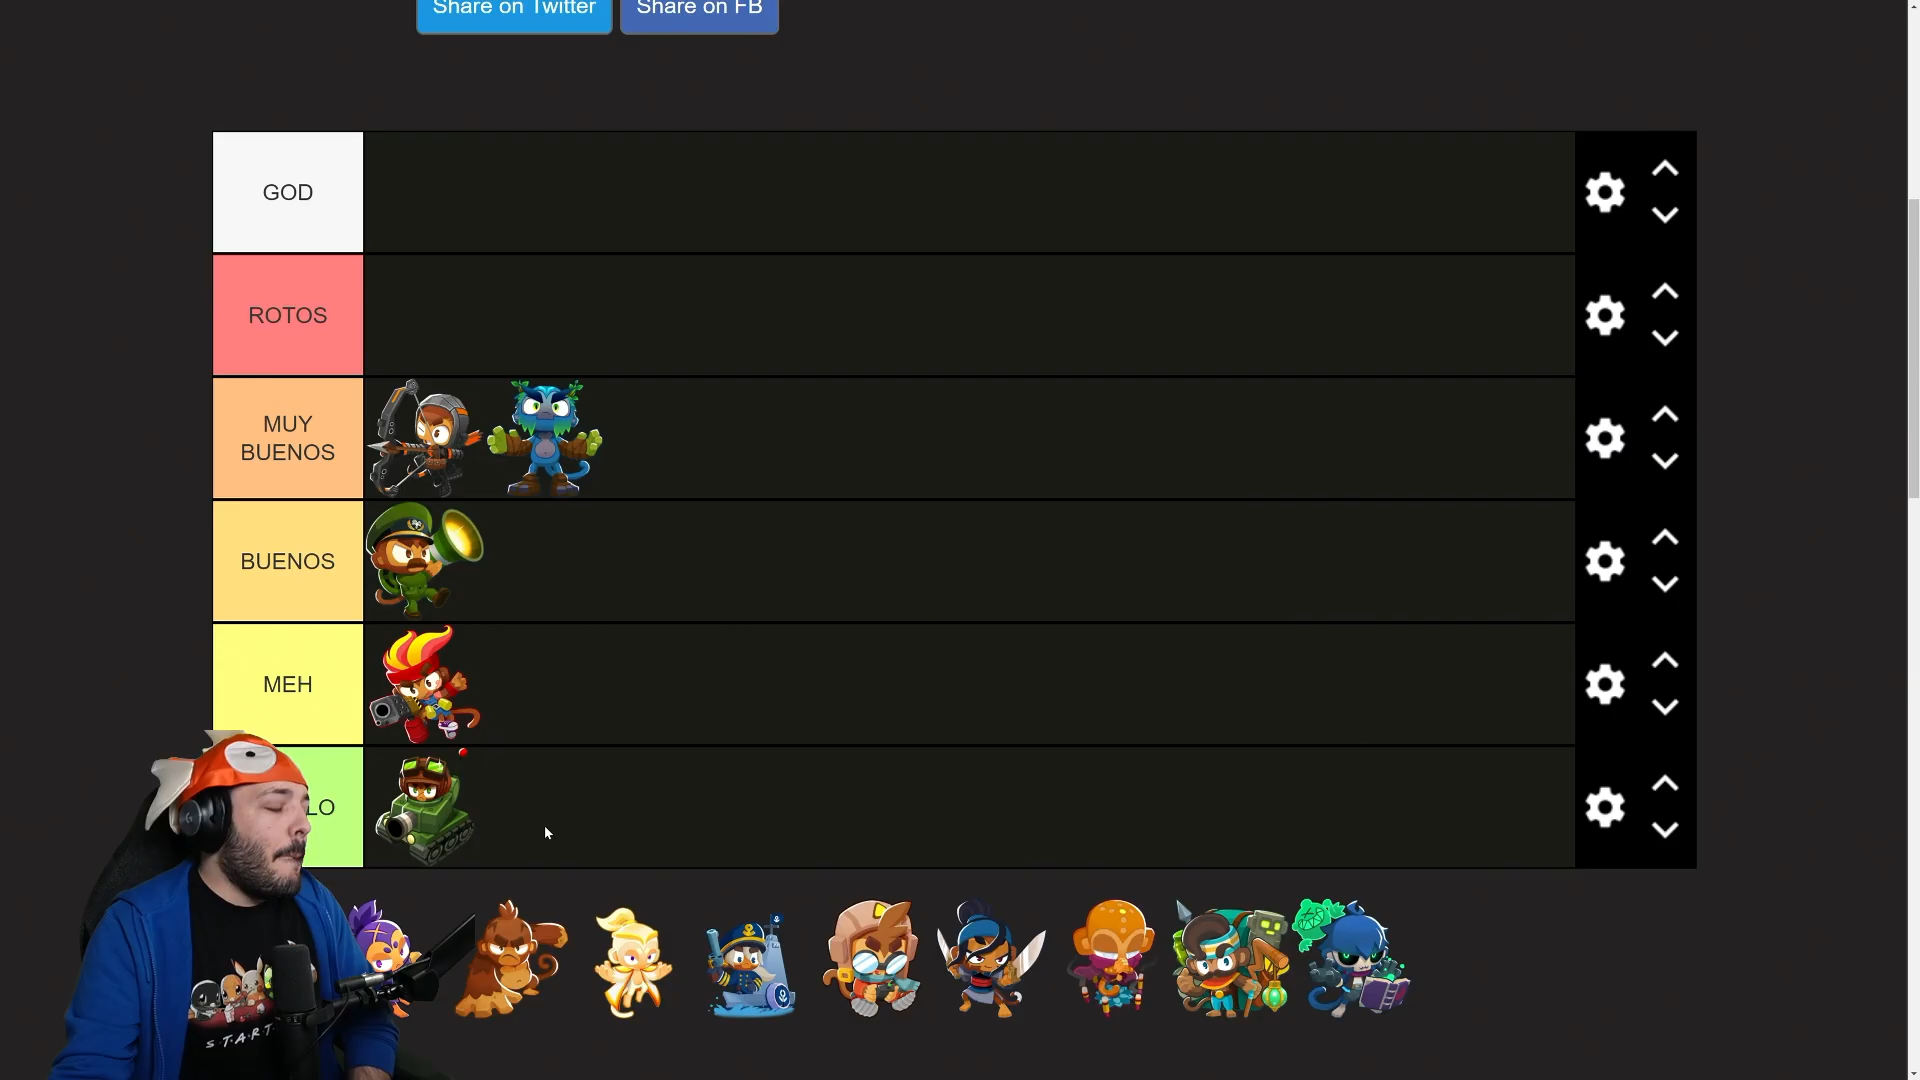 Share on Twitter
Share on FB
GOD
ROTOS
MUY
BUENOS
BUENOS
MEH
LO
S.T.A.R.T.